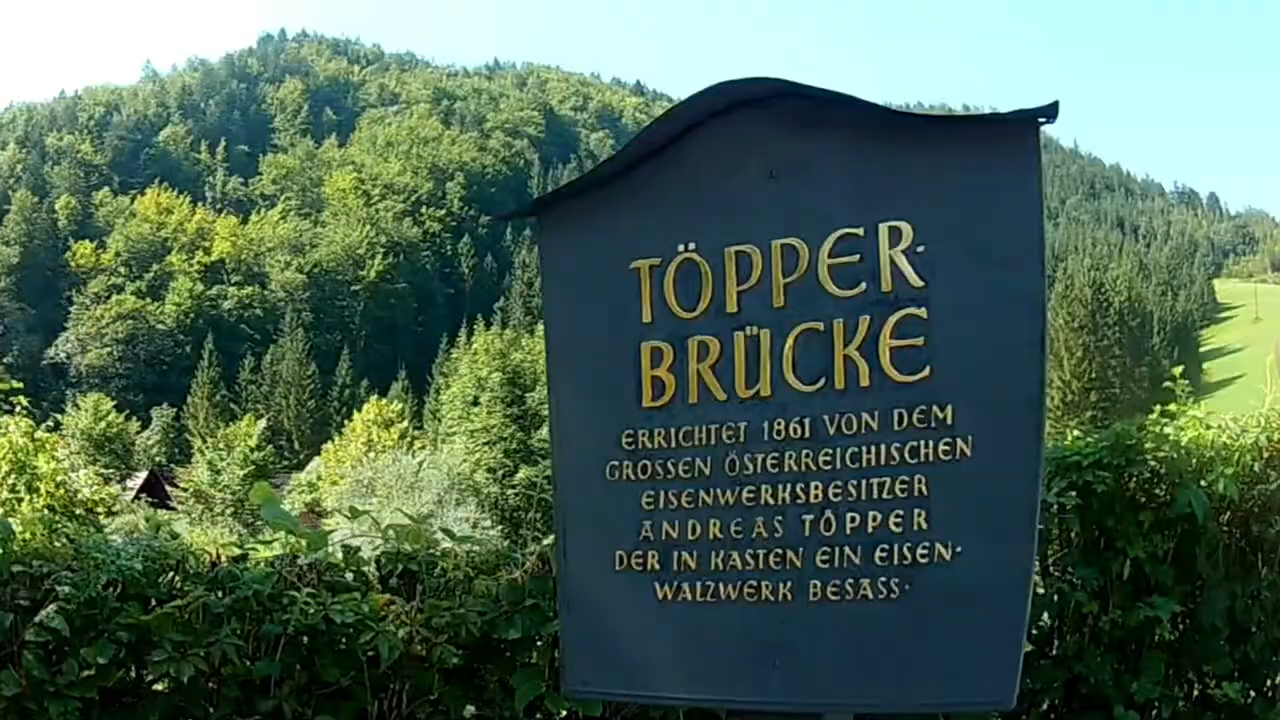 TÖPPER·
BRÜCKE
ERRICHTET 1861 VON DEM
GROSSEN ÖSTERREICHISCHEN
EISENWERKSBESITZER
ANDREAS TÖPPER
DER IN KASTEN EIN EISEN·
WALZWERK BESASS·